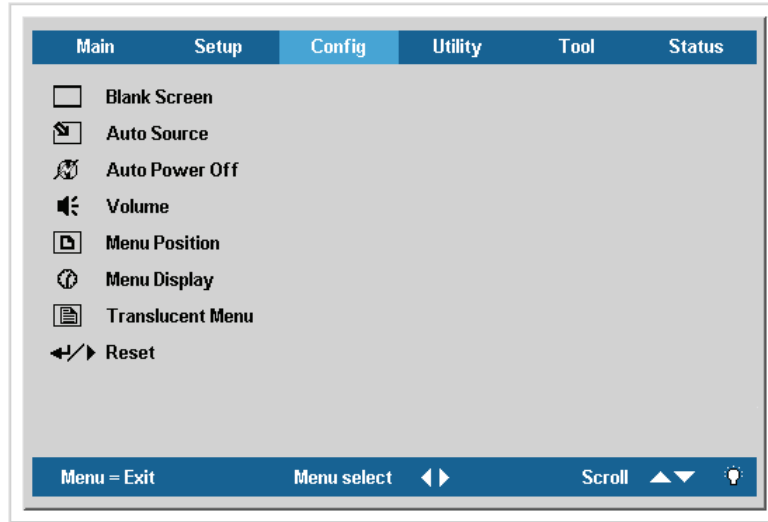 Main Setup Config Utility Tool Status
Blank Screen
Auto Source
Auto Power Off
Volume
Menu Position
Menu Display
Translucent Menu
Reset
Menu = Exit Menu select Scroll